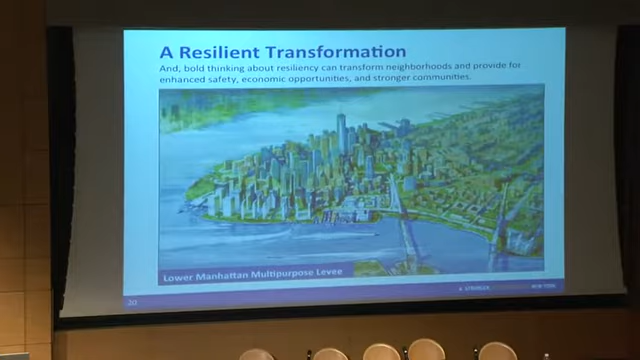 A Resilient Transformation
And, bold thinking about resiliency can transform neighborhoods and provide for
enhanced safety, economic opportunities, and stronger communities.
Lower Manhattan Multipurpose Levee
20
A STRONGER
NEW YORK